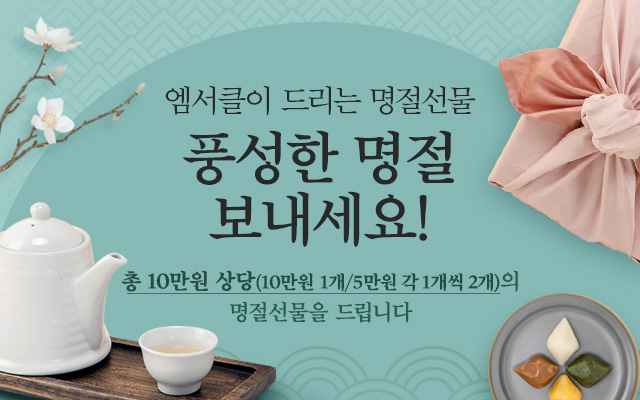 엠서클이 드리는 명절선물
풍성한 명절
보내세요!
총 10만원 상당(10만원 1개/5만원 각 1개씩 2개)의
명절선물을 드립니다